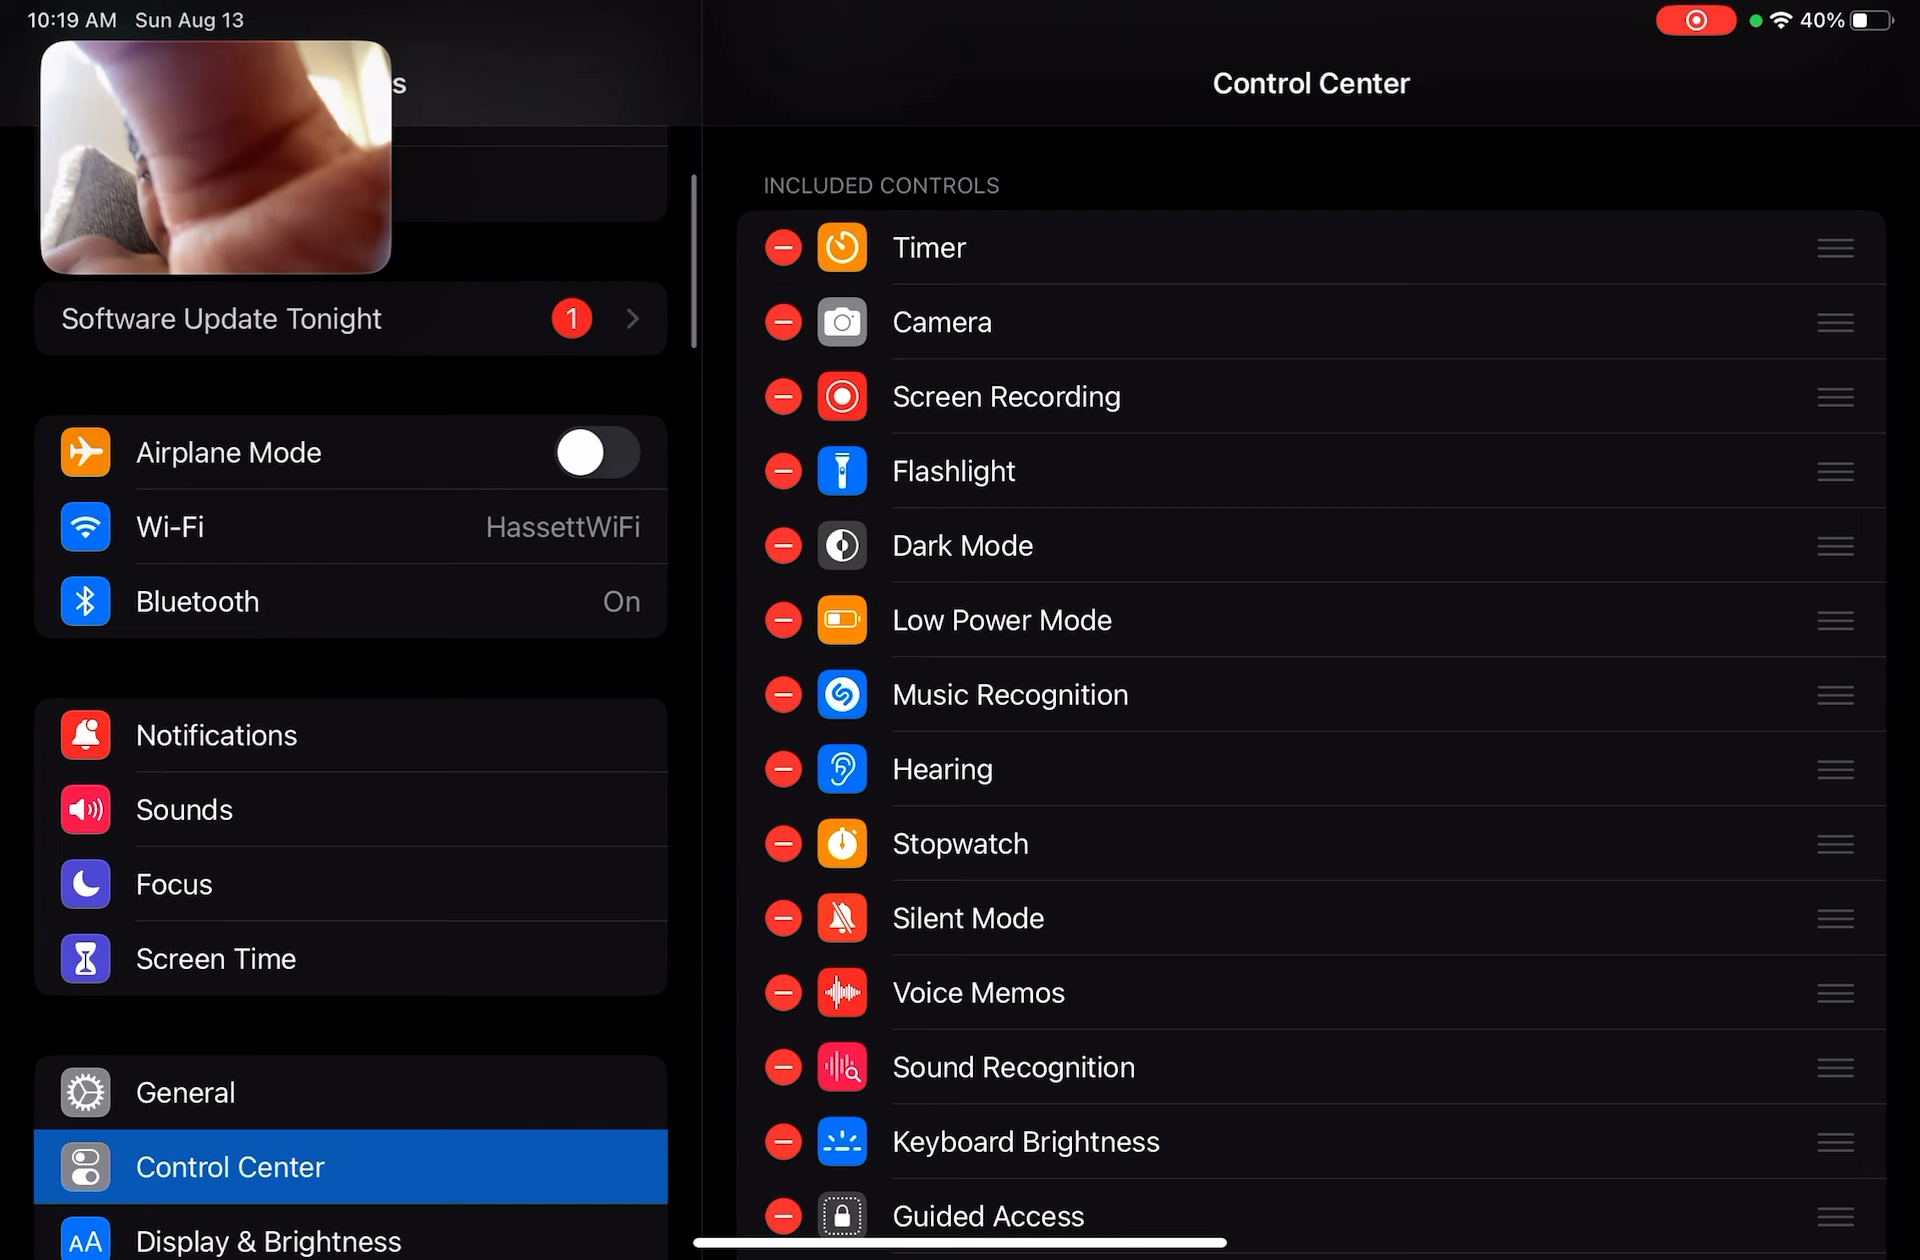 10:19 AM Sun Aug 13
40%
s
Control Center
INCLUDED CONTROLS
Timer
Camera
Software Update Tonight 1
Screen Recording
Airplane Mode
Flashlight
Wi-Fi HassettWiFi
Dark Mode
Bluetooth On
Low Power Mode
Music Recognition
Notifications
Hearing
Sounds
Stopwatch
Focus
Silent Mode
Screen Time
Voice Memos
Sound Recognition
General
Keyboard Brightness
Control Center
Guided Access
AA Display & Brightness